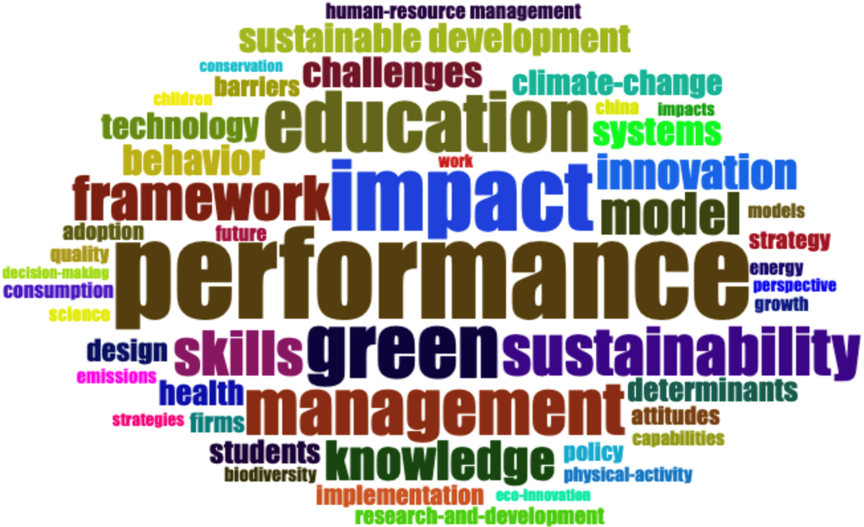 human-resource management
sustainable development
conservation
barriers
challenges
climate-change
children
education
china
impacts
technology
systems
behavior
work
innovation
framework
impact
model
models
adoption
future
performance
strategy
quality
decision-making
energy
consumption
perspective
science
growth
design
skills
green
sustainability
emissions
health
management
determinants
strategies
firms
attitudes
students
knowledge
policy
capabilities
biodiversity
physical-activity
implementation
eco-innovation
research-and-development